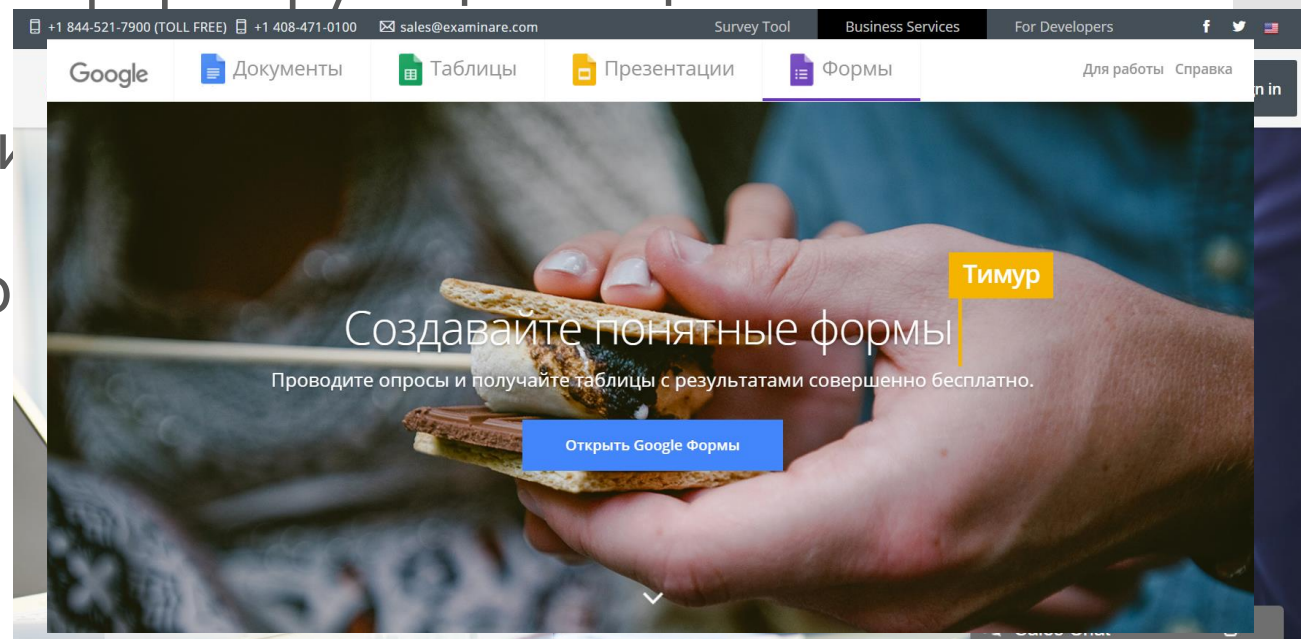 +1 844-521-7900 (TOLL FREE) +1 408-471-0100 sales@examinare.com Survey Tool Business Services For Developers
Google Документы Таблицы Презентации Формы Для работы Справка
n in
Тимур
Создавайте понятные формы
Проводите опросы и получайте таблицы с результатами совершенно бесплатно.
Открыть Google Формы